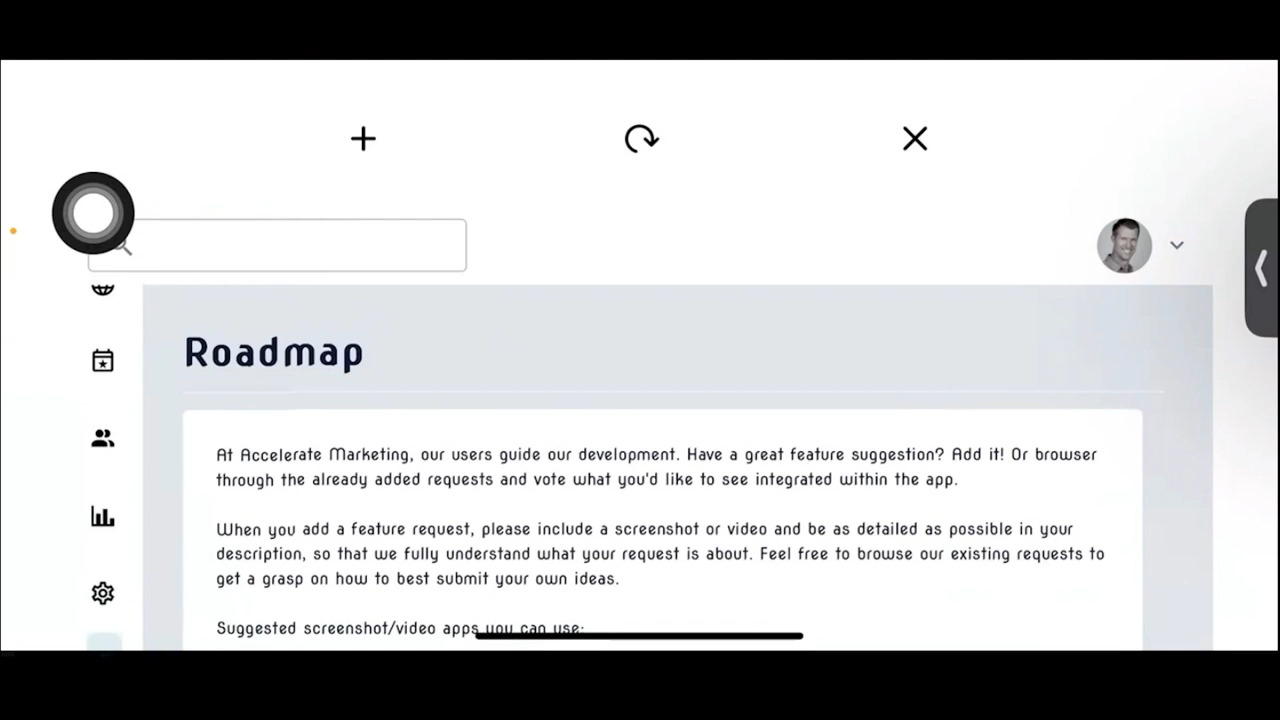 Roadmap
At Accelerate Marketing, our users guide our development. Have a great feature suggestion? Add it! Or browser
through the already added requests and vote what you'd like to see integrated within the app.
When you add a feature request, please include a screenshot or video and be as detailed as possible in your
description, so that we fully understand what your request is about. Feel free to browse our existing requests to
get a grasp on how to best submit your own ideas.
Suggested screenshot/video apps you can use: